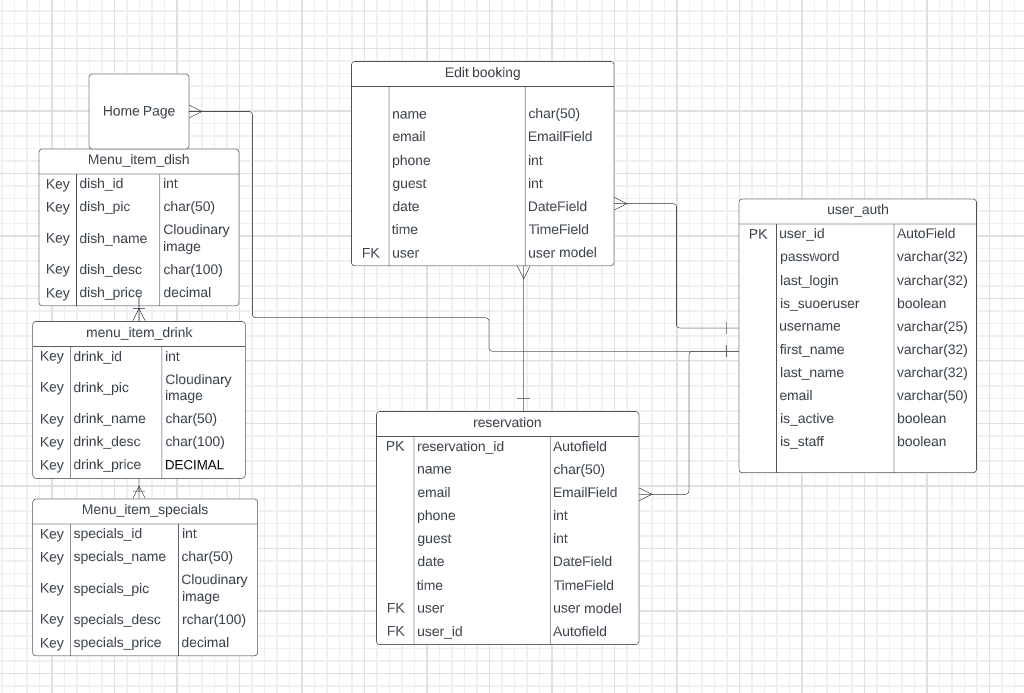 Home Page
Menu_item_dish
Key dish_id int
Key dish_pic char(50)
Key dish_name Cloudinary
image
Key dish_desc char(100)
Key dish_price decimal
menu_item_drink
Key drink_id int
Key drink_pic Cloudinary
image
Key drink_name char(50)
Key drink_desc char(100)
Key drink_price DECIMAL
Menu_item_specials
Key specials_id int
Key specials_name char(50)
Key specials_pic Cloudinary
image
Key specials_desc rchar(100)
Key specials_price decimal
Edit booking
name char(50)
email EmailField
phone int
guest int
date DateField
time TimeField
FK user user model
reservation
PK reservation_id Autofield
name char(50)
email EmailField
phone int
guest int
date DateField
time TimeField
FK user user model
FK user_id Autofield
user_auth
PK user_id AutoField
password varchar(32)
last_login varchar(32)
is_suoeruser boolean
username varchar(25)
first_name varchar(32)
last_name varchar(32)
email varchar(50)
is_active boolean
is_staff boolean